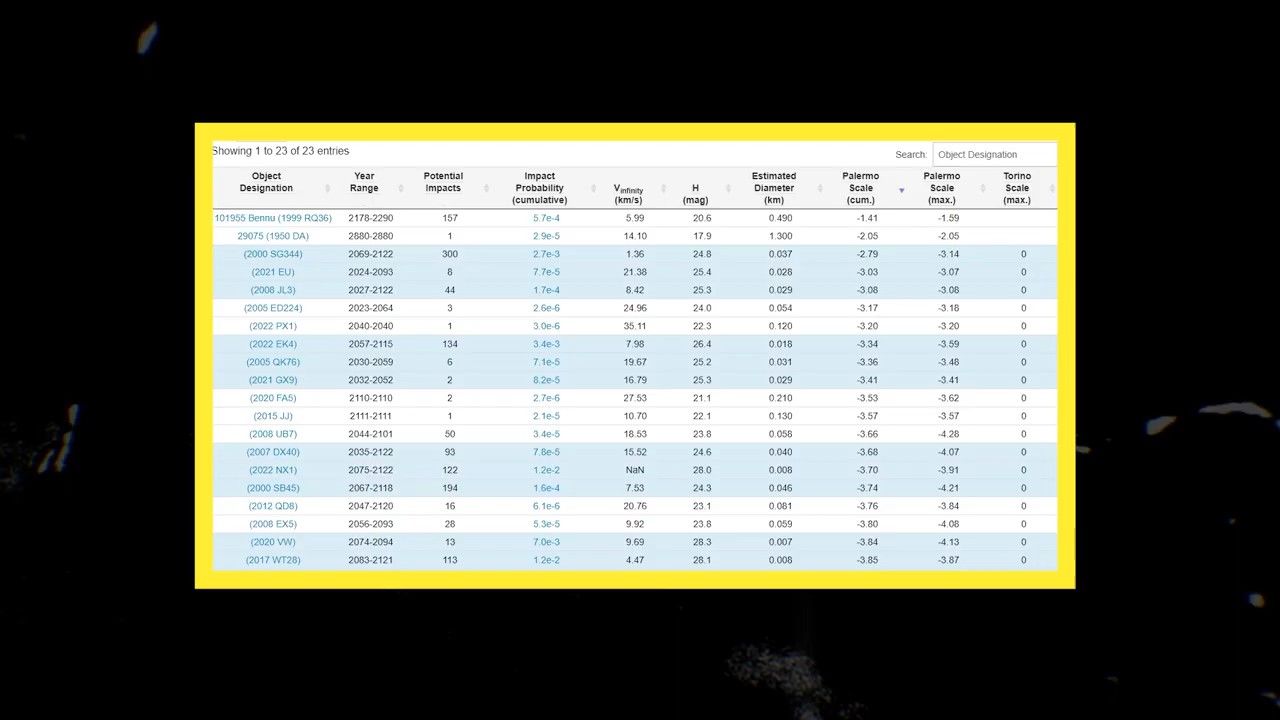 Showing 1 to 23 of 23 entries
Search: Object Designation
Object Designation Year Range Potential Impacts Impact Probability (cumulative) Vinfinity (km/s) H (mag) Estimated Diameter (km) Palermo Scale (cum.) Palermo Scale (max.) Torino Scale (max.)
101955 Bennu (1999 RQ36) 2178-2290 157 5.7e-4 5.99 20.6 0.490 -1.41 -1.59
29075 (1950 DA) 2880-2880 1 2.9e-5 14.10 17.9 1.300 -2.05 -2.05
(2000 SG344) 2069-2122 300 2.7e-3 1.36 24.8 0.037 -2.79 -3.14 0
(2021 EU) 2024-2093 8 7.7e-5 21.38 25.4 0.028 -3.03 -3.07 0
(2008 JL3) 2027-2122 44 1.7e-4 8.42 25.3 0.029 -3.08 -3.08 0
(2005 ED224) 2023-2064 3 2.6e-6 24.96 24.0 0.054 -3.17 -3.18 0
(2022 PX1) 2040-2040 1 3.0e-6 35.11 22.3 0.120 -3.20 -3.20 0
(2022 EK4) 2057-2115 134 3.4e-3 7.98 26.4 0.018 -3.34 -3.59 0
(2005 QK76) 2030-2059 6 7.1e-5 19.67 25.2 0.031 -3.36 -3.48 0
(2021 GX9) 2032-2052 2 8.2e-5 16.79 25.3 0.029 -3.41 -3.41 0
(2020 FA5) 2110-2110 2 2.7e-6 27.53 21.1 0.210 -3.53 -3.62 0
(2015 JJ) 2111-2111 1 2.1e-5 10.70 22.1 0.130 -3.57 -3.57 0
(2008 UB7) 2044-2101 50 3.4e-5 18.53 23.8 0.058 -3.66 -4.28 0
(2007 DX40) 2035-2122 93 7.8e-5 15.52 24.6 0.040 -3.68 -4.07 0
(2022 NX1) 2075-2122 122 1.2e-2 NaN 28.0 0.008 -3.70 -3.91 0
(2000 SB45) 2067-2118 194 1.6e-4 7.53 24.3 0.046 -3.74 -4.21 0
(2012 QD8) 2047-2120 16 6.1e-6 20.76 23.1 0.081 -3.76 -3.84 0
(2008 EX5) 2056-2093 28 5.3e-5 9.92 23.8 0.059 -3.80 -4.08 0
(2020 VW) 2074-2094 13 7.0e-3 9.69 28.3 0.007 -3.84 -4.13 0
(2017 WT28) 2083-2121 113 1.2e-2 4.47 28.1 0.008 -3.85 -3.87 0